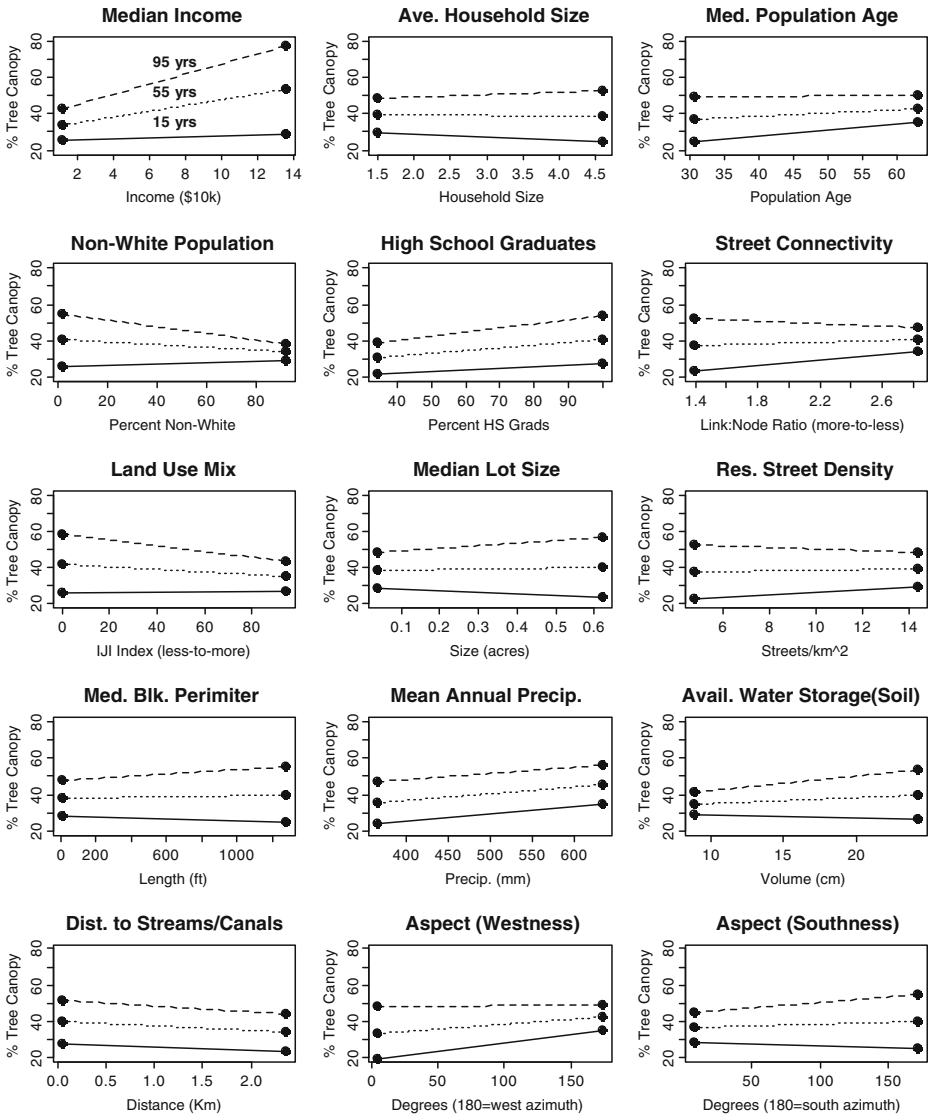 Median Income
% Tree Canopy
20 40 60 80
95 yrs
55 yrs
15 yrs
2 4 6 8 10 12 14
Income ($10k)
Ave. Household Size
% Tree Canopy
20 40 60 80
1.5 2.0 2.5 3.0 3.5 4.0 4.5
Household Size
Med. Population Age
% Tree Canopy
20 40 60 80
30 35 40 45 50 55 60
Population Age
Non-White Population
% Tree Canopy
20 40 60 80
0 20 40 60 80
Percent Non-White
High School Graduates
% Tree Canopy
20 40 60 80
40 50 60 70 80 90
Percent HS Grads
Street Connectivity
% Tree Canopy
20 40 60 80
1.4 1.8 2.2 2.6
Link:Node Ratio (more-to-less)
Land Use Mix
% Tree Canopy
20 40 60 80
0 20 40 60 80
IJI Index (less-to-more)
Median Lot Size
% Tree Canopy
20 40 60 80
0.1 0.2 0.3 0.4 0.5 0.6
Size (acres)
Res. Street Density
% Tree Canopy
20 40 60 80
6 8 10 12 14
Streets/km^2
Med. Blk. Perimiter
% Tree Canopy
20 40 60 80
0 200 600 1000
Length (ft)
Mean Annual Precip.
% Tree Canopy
20 40 60 80
400 450 500 550 600
Precip. (mm)
Avail. Water Storage(Soil)
% Tree Canopy
20 40 60 80
10 15 20
Volume (cm)
Dist. to Streams/Canals
% Tree Canopy
20 40 60 80
0.0 0.5 1.0 1.5 2.0
Distance (Km)
Aspect (Westness)
% Tree Canopy
20 40 60 80
0 50 100 150
Degrees (180=west azimuth)
Aspect (Southness)
% Tree Canopy
20 40 60 80
50 100 150
Degrees (180=south azimuth)